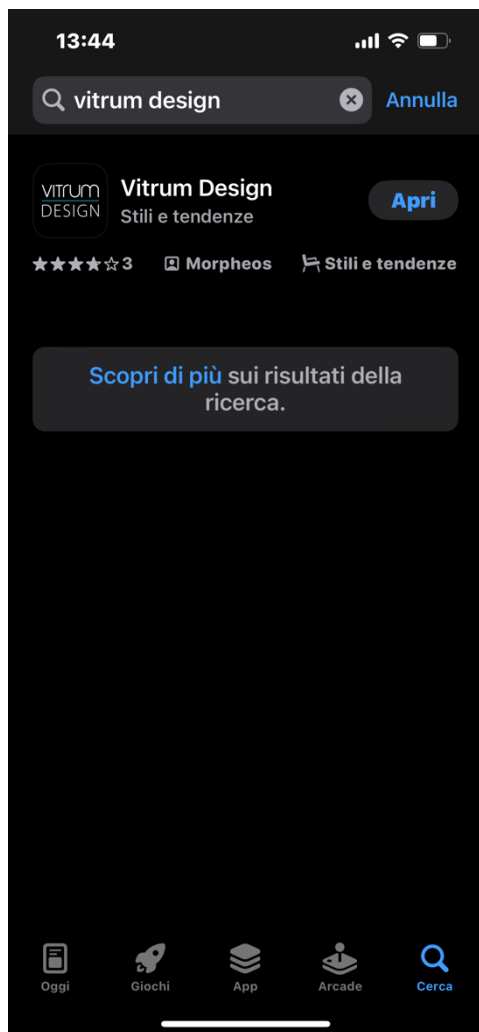 13:44
vitrum design
Annulla
VITRUM
DESIGN
Vitrum Design
Stili e tendenze
Apri
3
Morpheos
Stili e tendenze
Scopri di più sui risultati della
ricerca.
Oggi
Giochi
App
Arcade
Cerca